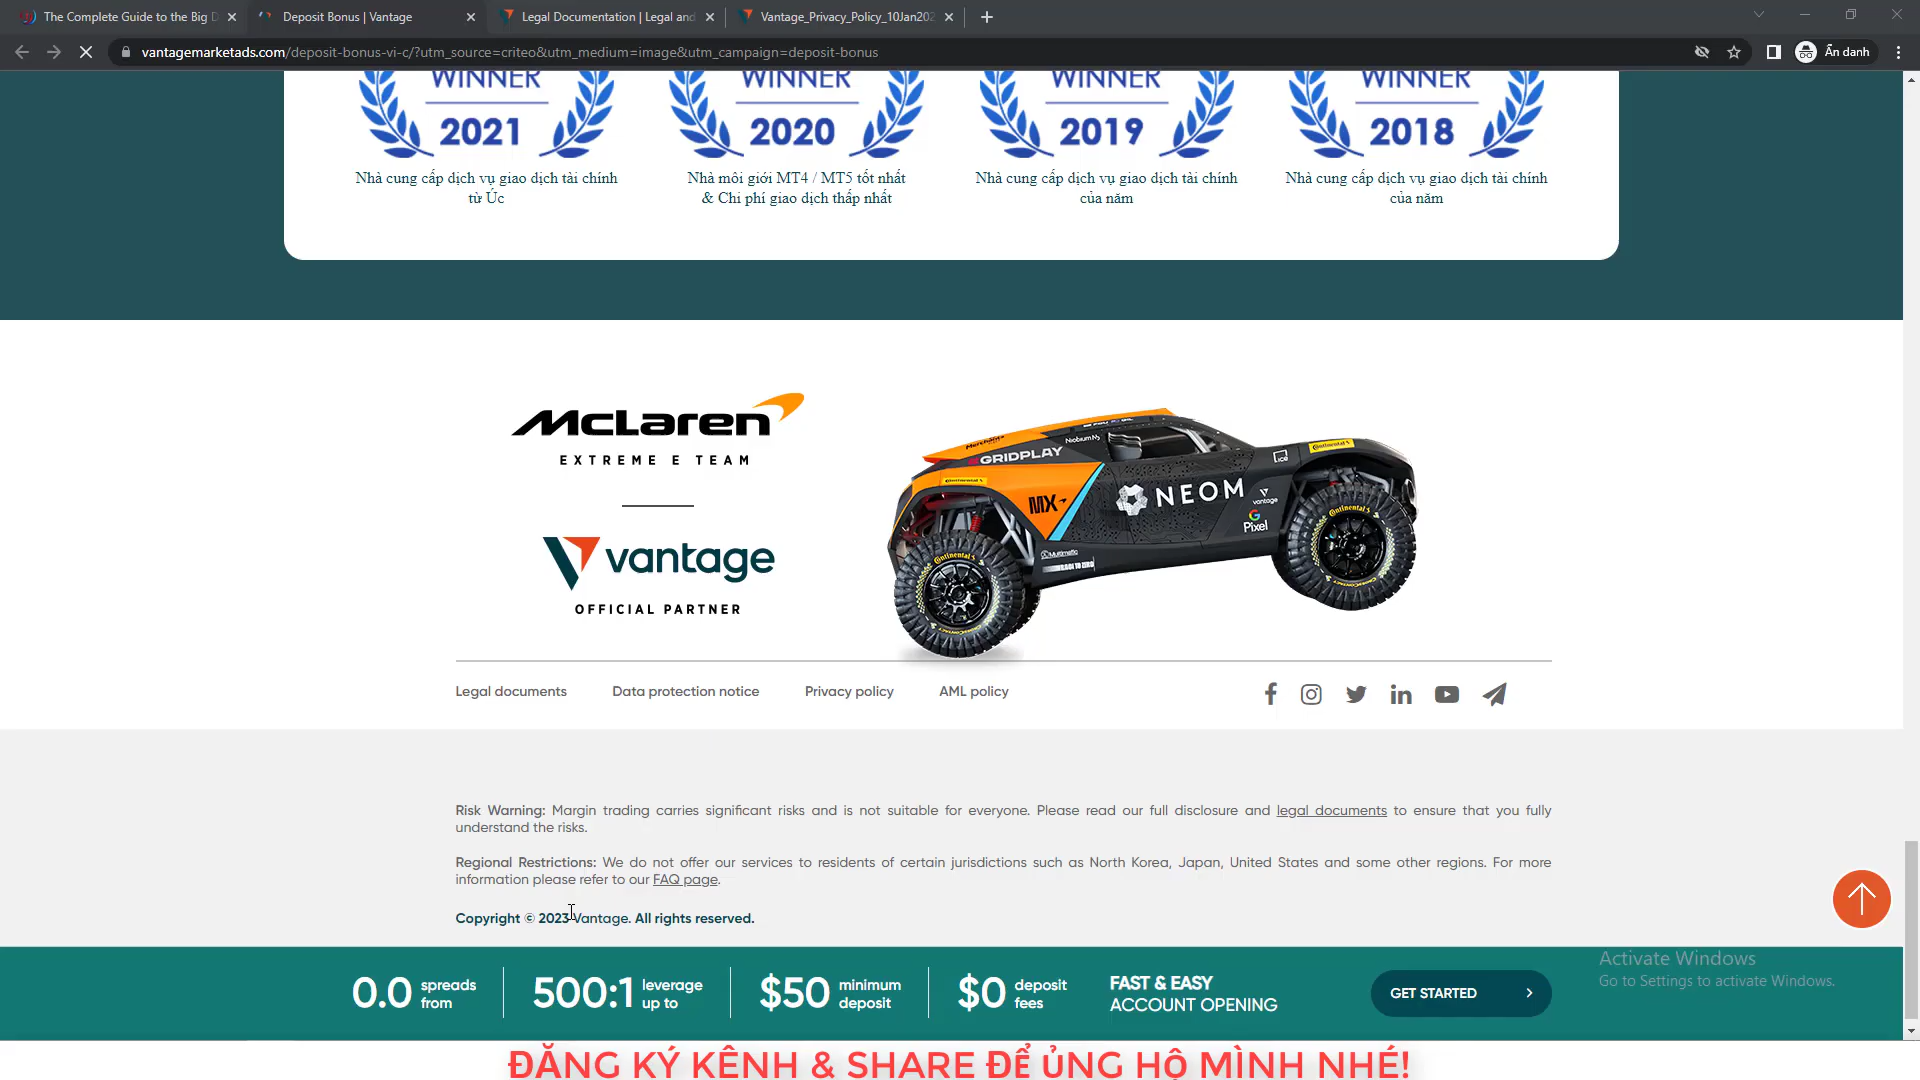 The Complete Guide to the Big D
Deposit Bonus | Vantage
Legal Documentation | Legal and
Vantage_Privacy_Policy_10Jan202
vantagemarketads.com/deposit-bonus-vi-c/?utm_source=criteo&utm_medium=image&utm_campaign=deposit-bonus
Ẩn danh
WINNER
2021
WINNER
2020
WINNER
2019
WINNER
2018
Nhà cung cấp dịch vụ giao dịch tài chính
từ Úc
Nhà môi giới MT4 / MT5 tốt nhất
& Chi phí giao dịch thấp nhất
Nhà cung cấp dịch vụ giao dịch tài chính
của năm
Nhà cung cấp dịch vụ giao dịch tài chính
của năm
McLaren
EXTREME E TEAM
vantage
OFFICIAL PARTNER
GRIDPLAY
MX
NEOM
ice
vantage
Pixel
Continental
Continental
Continental
Multimatic
RACE TO ZERO
Legal documents
Data protection notice
Privacy policy
AML policy
Risk Warning: Margin trading carries significant risks and is not suitable for everyone. Please read our full disclosure and legal documents to ensure that you fully
understand the risks.
Regional Restrictions: We do not offer our services to residents of certain jurisdictions such as North Korea, Japan, United States and some other regions. For more
information please refer to our FAQ page.
Copyright © 2023 Vantage. All rights reserved.
0.0 spreads from
500:1 leverage up to
$50 minimum deposit
$0 deposit fees
FAST & EASY
ACCOUNT OPENING
GET STARTED
Activate Windows
Go to Settings to activate Windows.
ĐĂNG KÝ KÊNH & SHARE ĐỂ ỦNG HỘ MÌNH NHÉ!